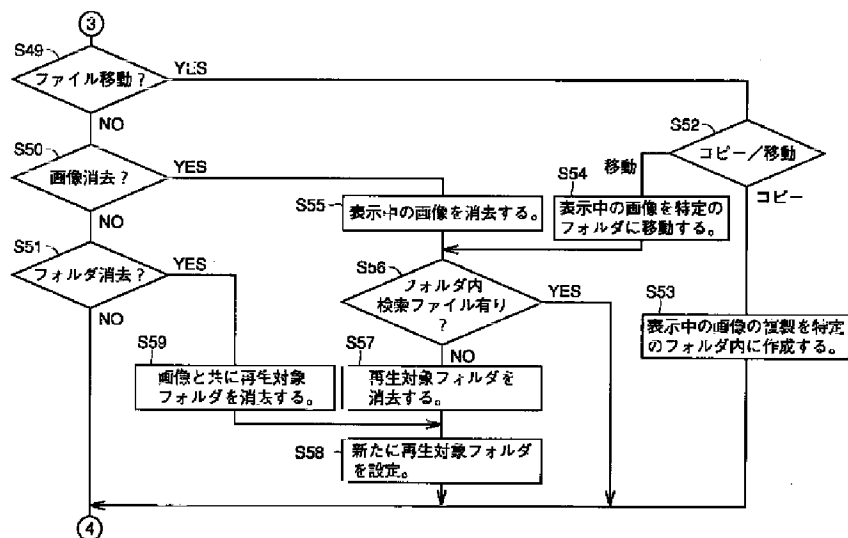 ③
S49
ファイル移動？
YES
NO
S50
画像消去？
YES
NO
S51
フォルダ消去？
YES
NO
S52
コピー／移動
移動
コピー
S54
表示中の画像を特定の
フォルダに移動する。
S55
表示中の画像を消去する。
S56
フォルダ内
検索ファイル有り
？
YES
NO
S53
表示中の画像の複製を特定
のフォルダ内に作成する。
S59
画像と共に再生対象
フォルダを消去する。
S57
再生対象フォルダを
消去する。
S58
新たに再生対象フォルダ
を設定。
④